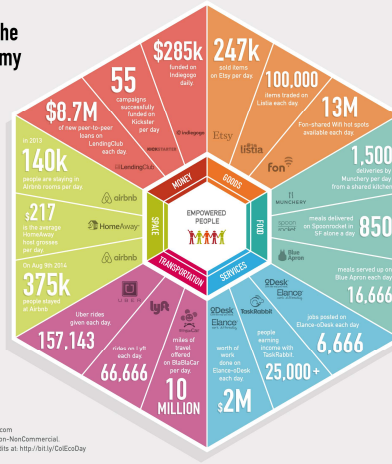 he
my
$285k
funded on
Indiegogo
daily.
indiegogo
247k
sold items
on Etsy per day.
Etsy
55
campaigns
successfully
funded on
Kickstarter
per day
KICKSTARTER
100,000
items traded on
Listia each day.
listia
$8.7M
of new peer-to-peer
loans on
LendingClub
each day.
LendingClub
13M
Fon-shared Wifi hot spots
available each day.
fon
In 2013
140k
people are staying in
Airbnb rooms per day
airbnb
1,500
deliveries by
Munchery per day
from a shared kitchen
MUNCHERY
$217
is the average
HomeAway
host grosses
per day.
HomeAway
meals delivered
on Spoonrocket in
SF alone a day
850
spoon
On Aug 9th 2014
375k
people stayed
at Airbnb
airbnb
meals served up on
Blue Apron each day
16,666
Blue
Apron
MONEY
GOODS
FOOD
SERVICES
TRANSPORTATION
SPACE
EMPOWERED
PEOPLE
UBER
Uber rides
given each day.
157,143
lyft
rides on Lyft
each day.
66,666
BlaBlaCar
miles of
travel
offered
on BlaBlaCar
per day.
10
MILLION
oDesk
Elance
worth of
work done
on
Elance-oDesk
each day
$2M
TaskRabbit
people
earning
income with
TaskRabbit.
25,000+
oDesk
Elance
jobs posted on
Elance-oDesk each day
6,666
.com
on-NonCommercial.
dits at: http://bit.ly/ColEcoDay